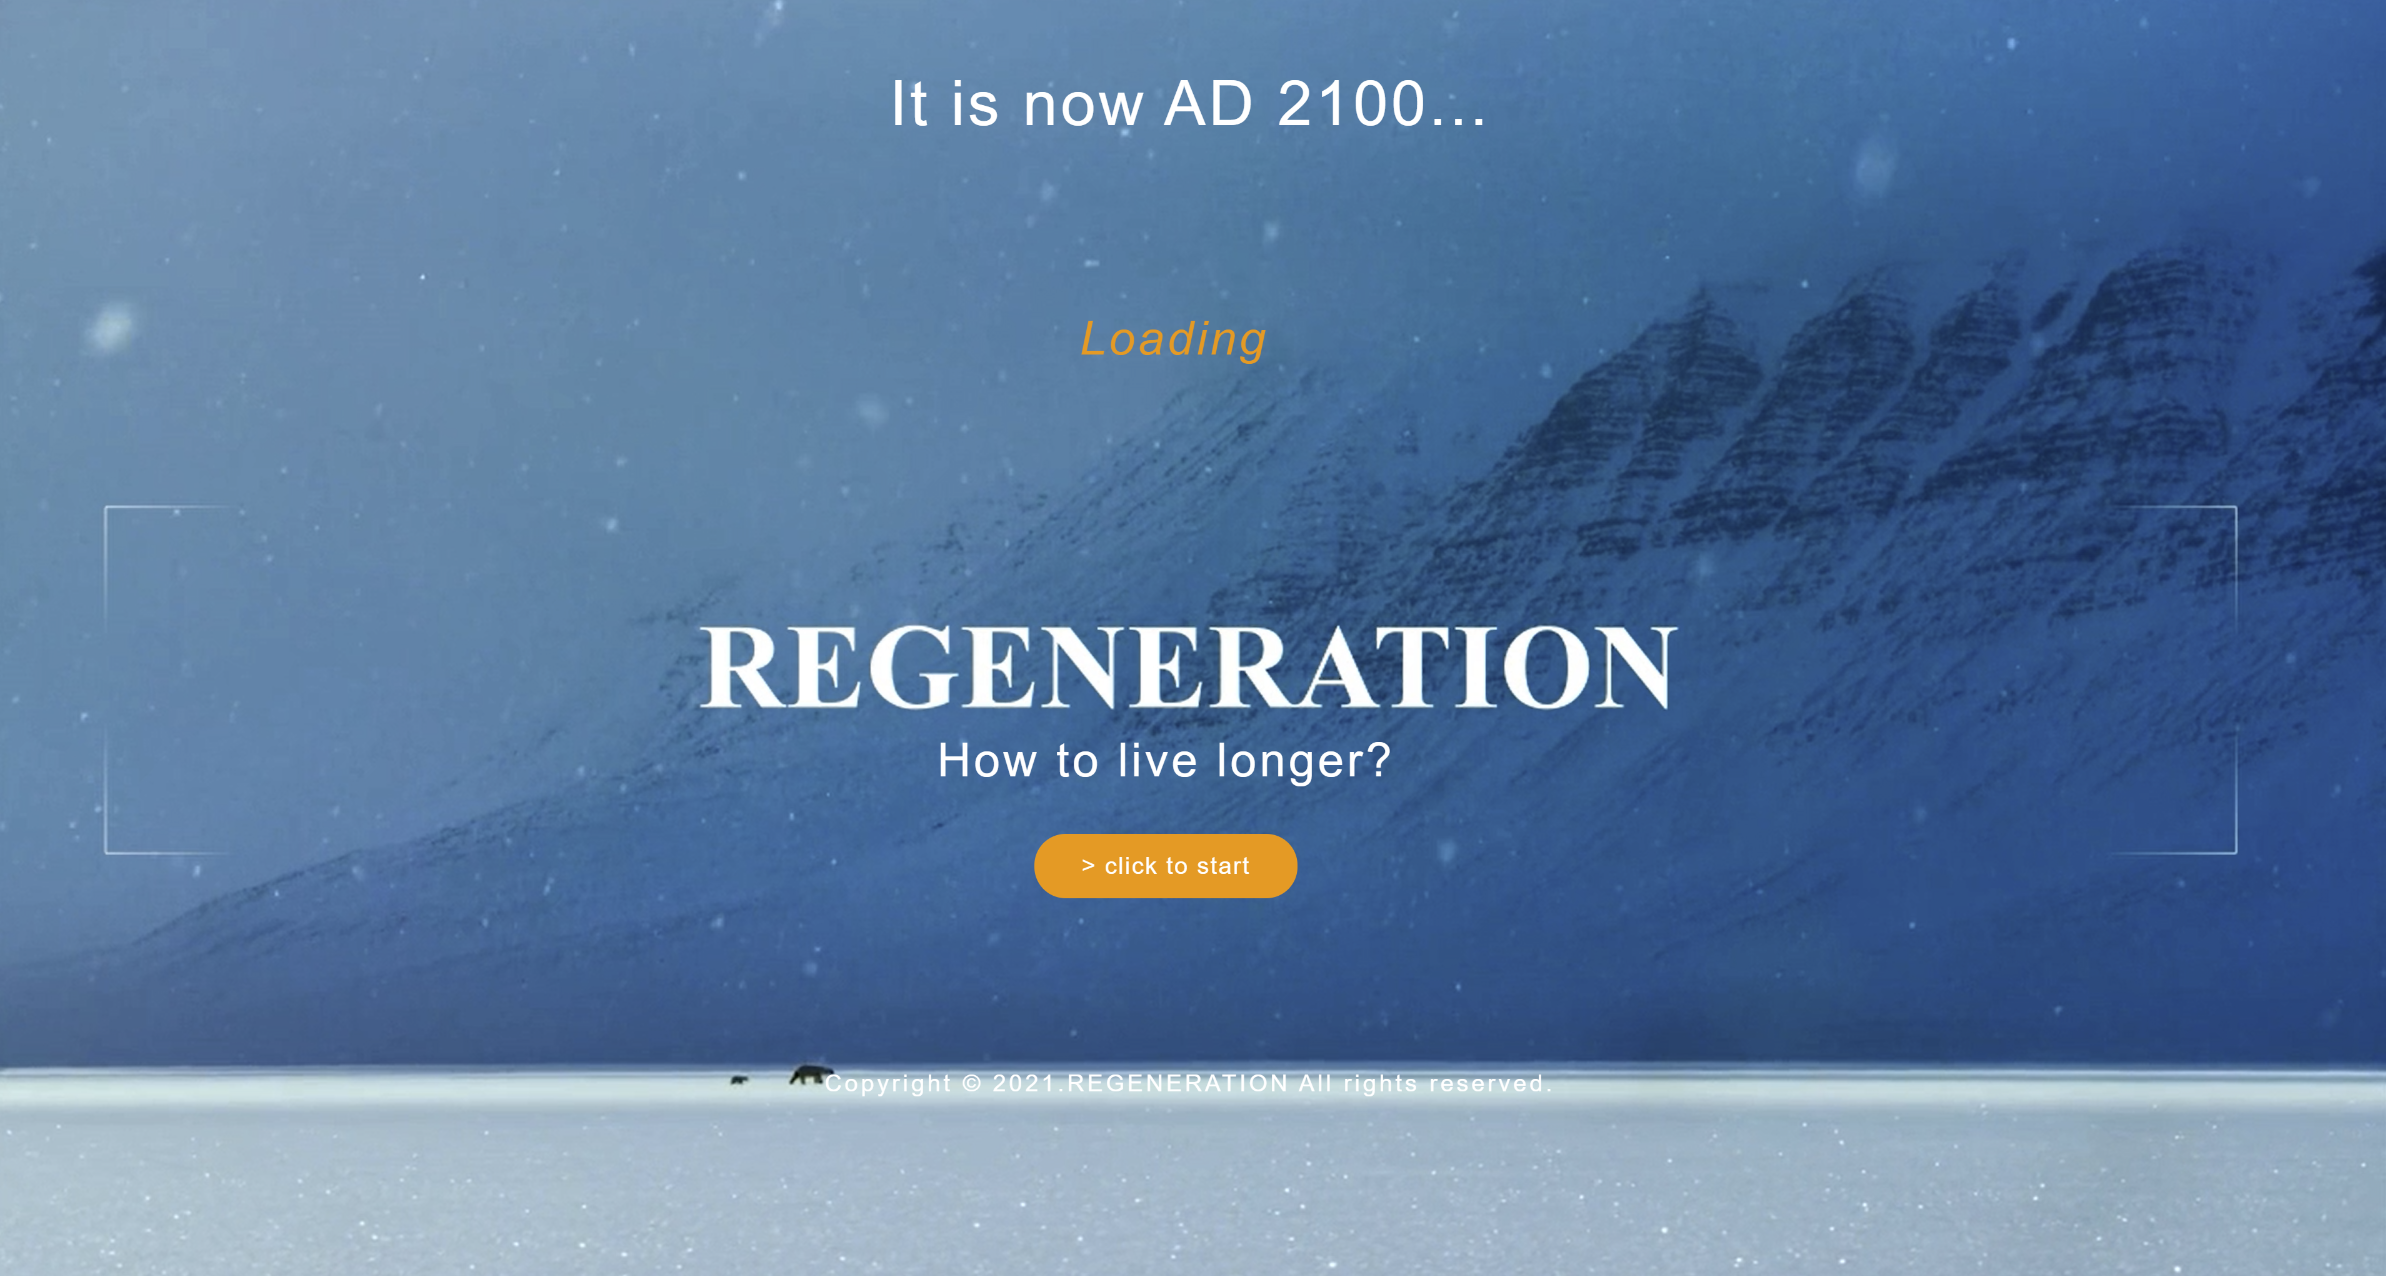 It is now AD 2100...
Loading
REGENERATION
How to live longer?
> click to start
Copyright © 2021.REGENERATION All rights reserved.